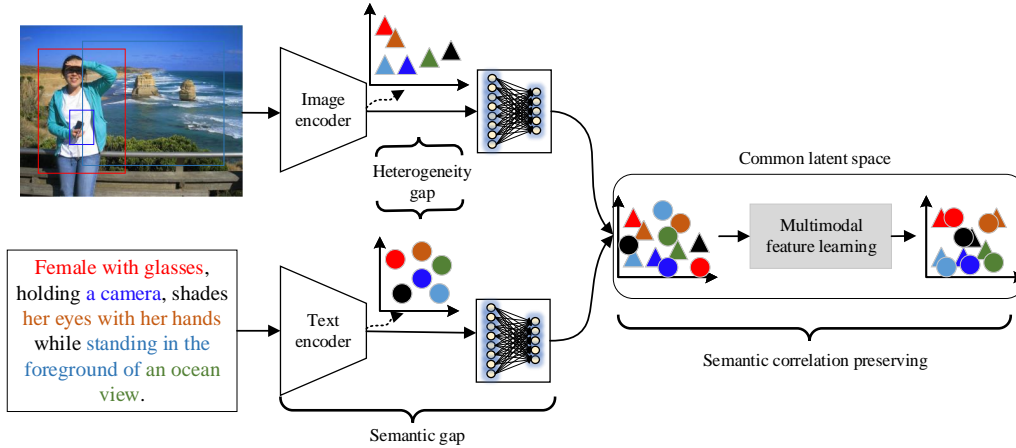 Image
encoder
Heterogeneity
gap
Common latent space
Multimodal
feature learning
Female with glasses,
holding a camera, shades
her eyes with her hands
while standing in the
foreground of an ocean
view.
Text
encoder
Semantic correlation preserving
Semantic gap